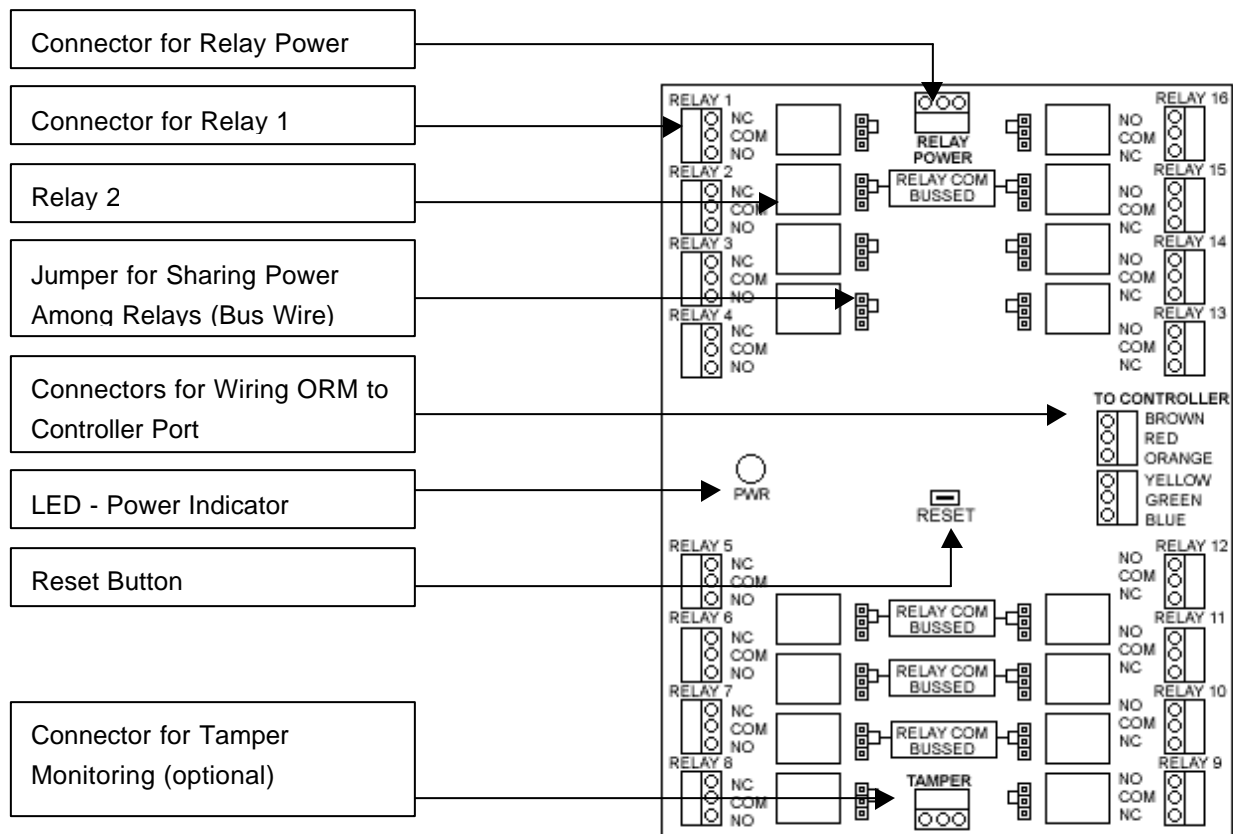 Connector for Relay Power
Connector for Relay 1
Relay 2
Jumper for Sharing Power
Among Relays (Bus Wire)
Connectors for Wiring ORM to
Controller Port
LED - Power Indicator
Reset Button
Connector for Tamper
Monitoring (optional)
RELAY 1
NC
COM
NO
RELAY 2
NC
COM
NO
RELAY 3
NC
COM
NO
RELAY 4
NC
COM
NO
RELAY
POWER
RELAY COM
BUSSED
RELAY 16
NO
COM
NC
RELAY 15
NO
COM
NC
RELAY 14
NO
COM
NC
RELAY 13
NO
COM
NC
TO CONTROLLER
BROWN
RED
ORANGE
YELLOW
GREEN
BLUE
PWR
RESET
RELAY 5
NC
COM
NO
RELAY 6
NC
COM
NO
RELAY 7
NC
COM
NO
RELAY 8
NC
COM
NO
RELAY COM
BUSSED
RELAY COM
BUSSED
RELAY COM
BUSSED
TAMPER
RELAY 12
NO
COM
NC
RELAY 11
NO
COM
NC
RELAY 10
NO
COM
NC
RELAY 9
NO
COM
NC